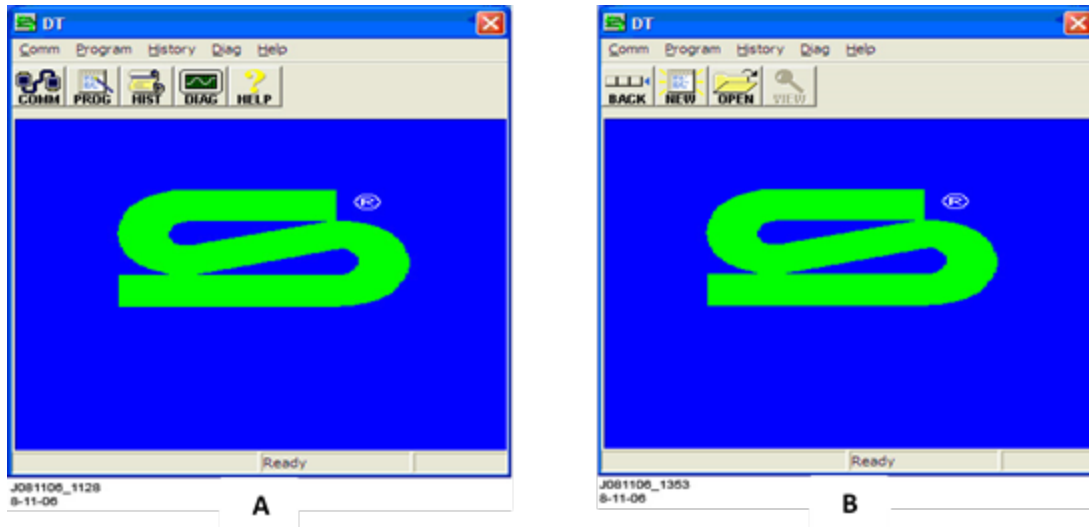 DT
Comm Program History Diag Help
COMM PROG HIST DIAG HELP
®
Ready
J081106_1128
8-11-06
A
DT
Comm Program History Diag Help
BACK NEW OPEN VIEW
®
Ready
J081106_1353
8-11-06
B